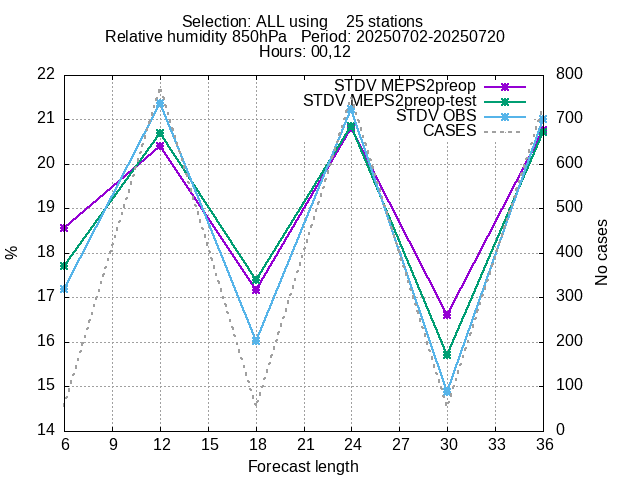 Selection: ALL using    25 stations
Relative humidity 850hPa   Period: 20250702-20250720
Hours: 00,12
STDV MEPS2preop
STDV MEPS2preop-test
STDV OBS
CASES
22
21
20
19
18
17
16
15
14
%
800
700
600
500
400
300
200
100
0
No cases
6 9 12 15 18 21 24 27 30 33 36
Forecast length